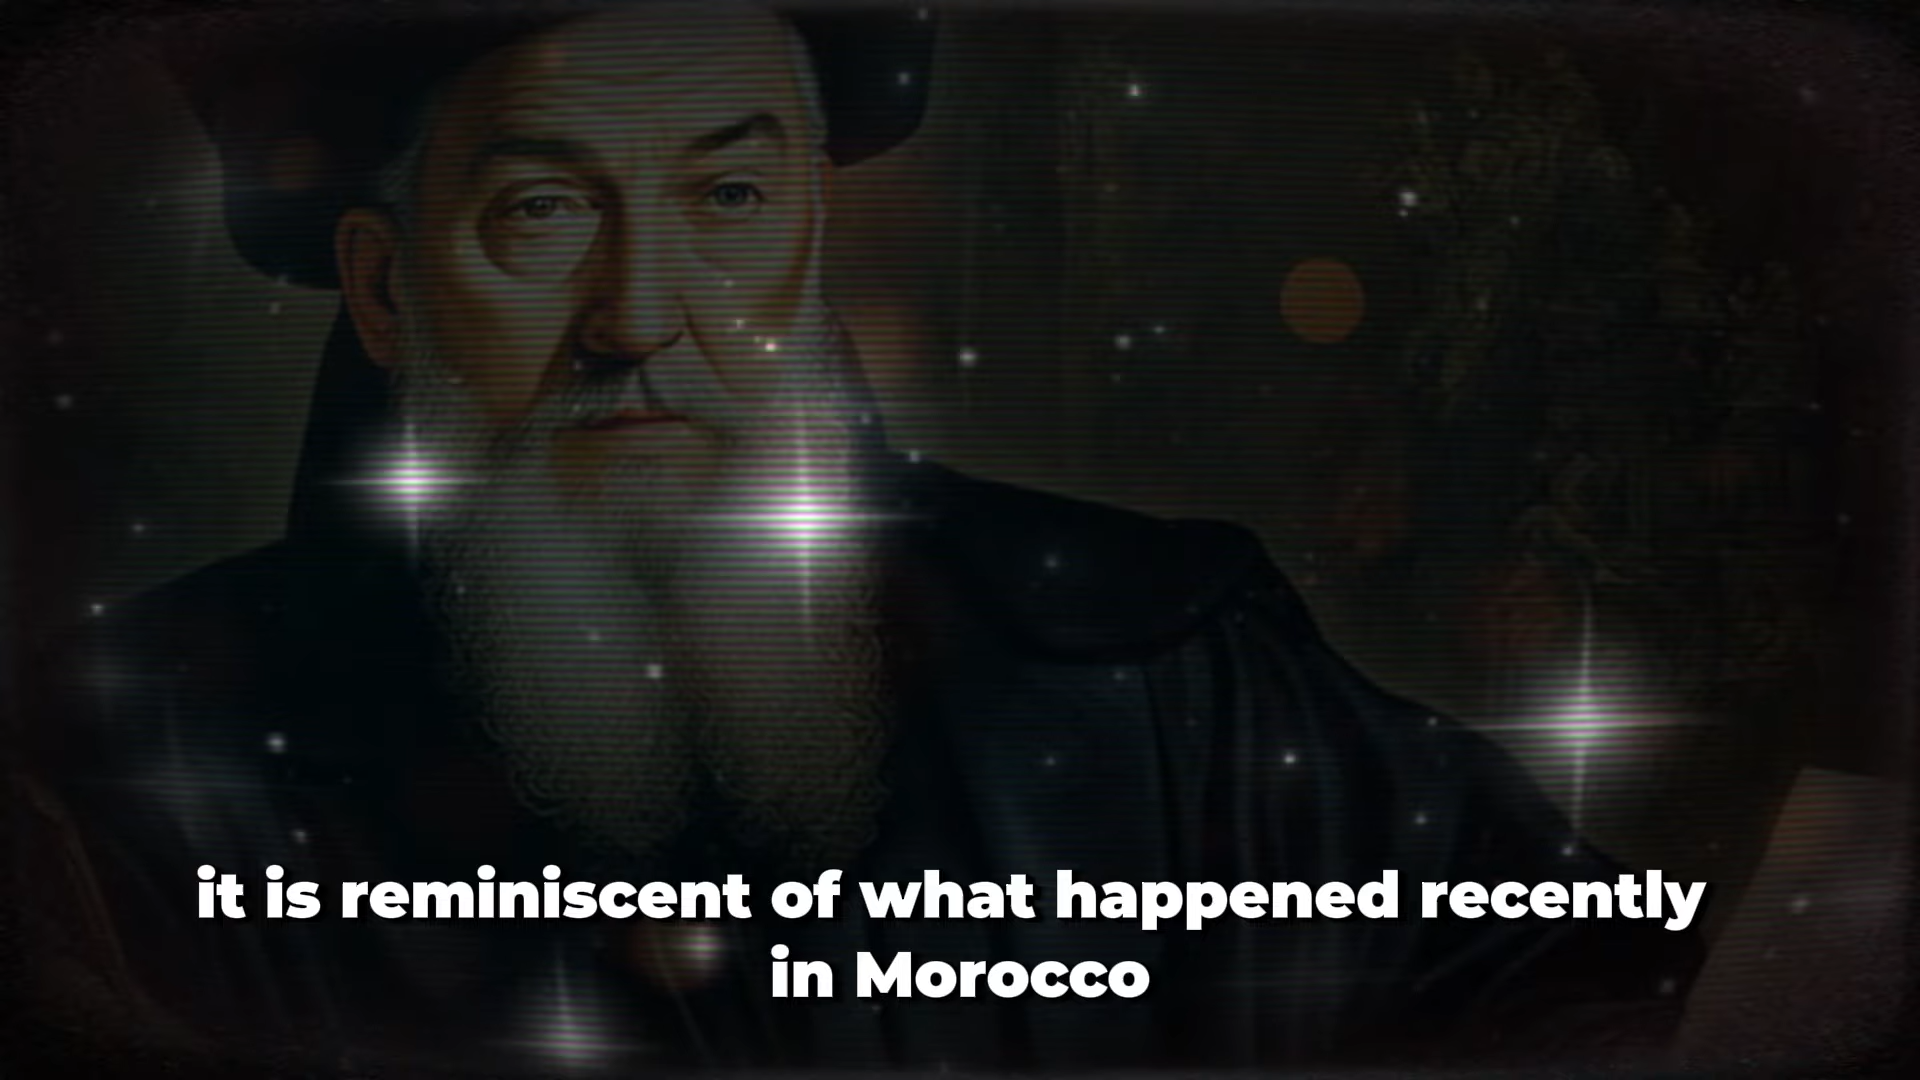 it is reminiscent of what happened recently
in Morocco